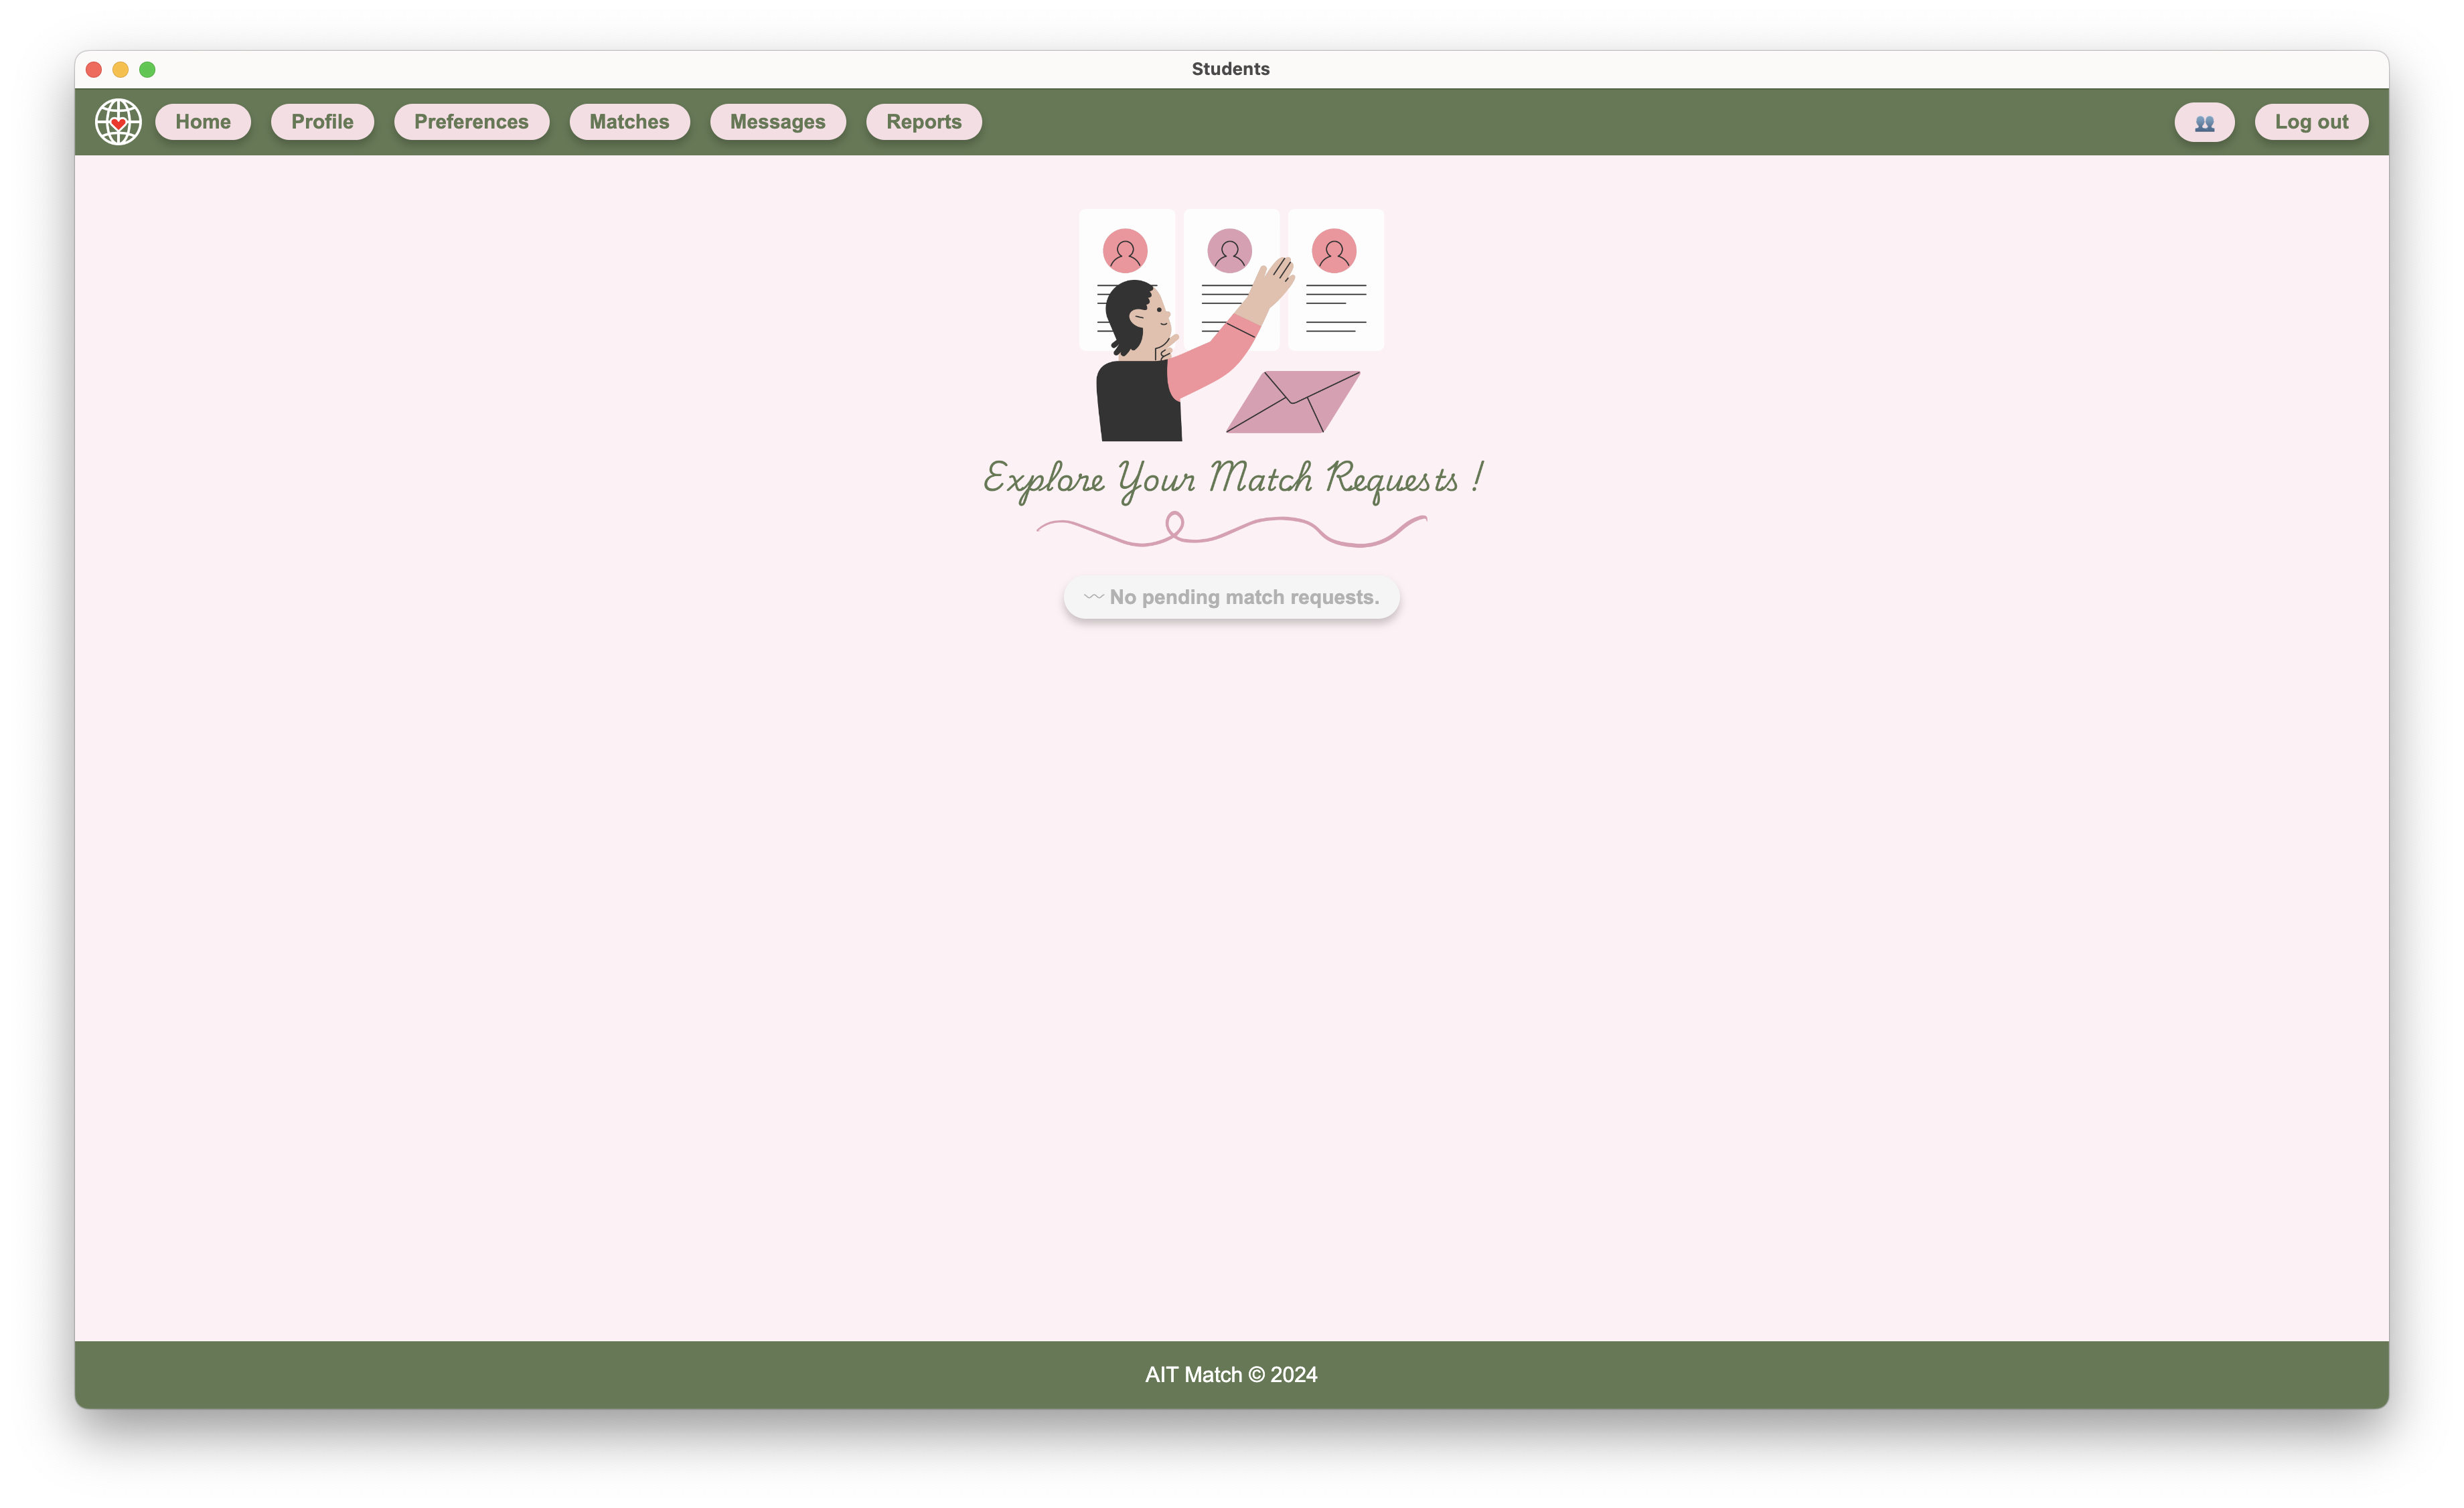 Students
Home Profile Preferences Matches Messages Reports Log out
Explore Your Match Requests !
〰 No pending match requests.
AIT Match © 2024